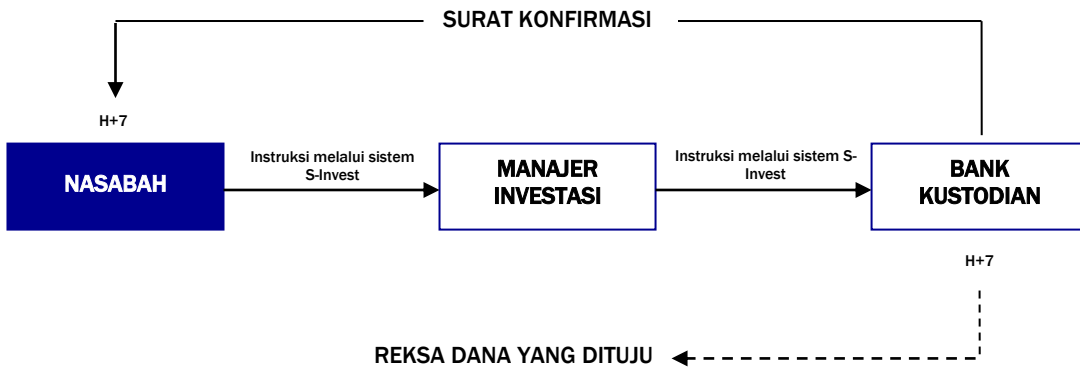 SURAT KONFIRMASI
H+7
NASABAH
Instruksi melalui sistem
S-Invest
MANAJER
INVESTASI
Instruksi melalui sistem S-
Invest
BANK
KUSTODIAN
H+7
REKSA DANA YANG DITUJU